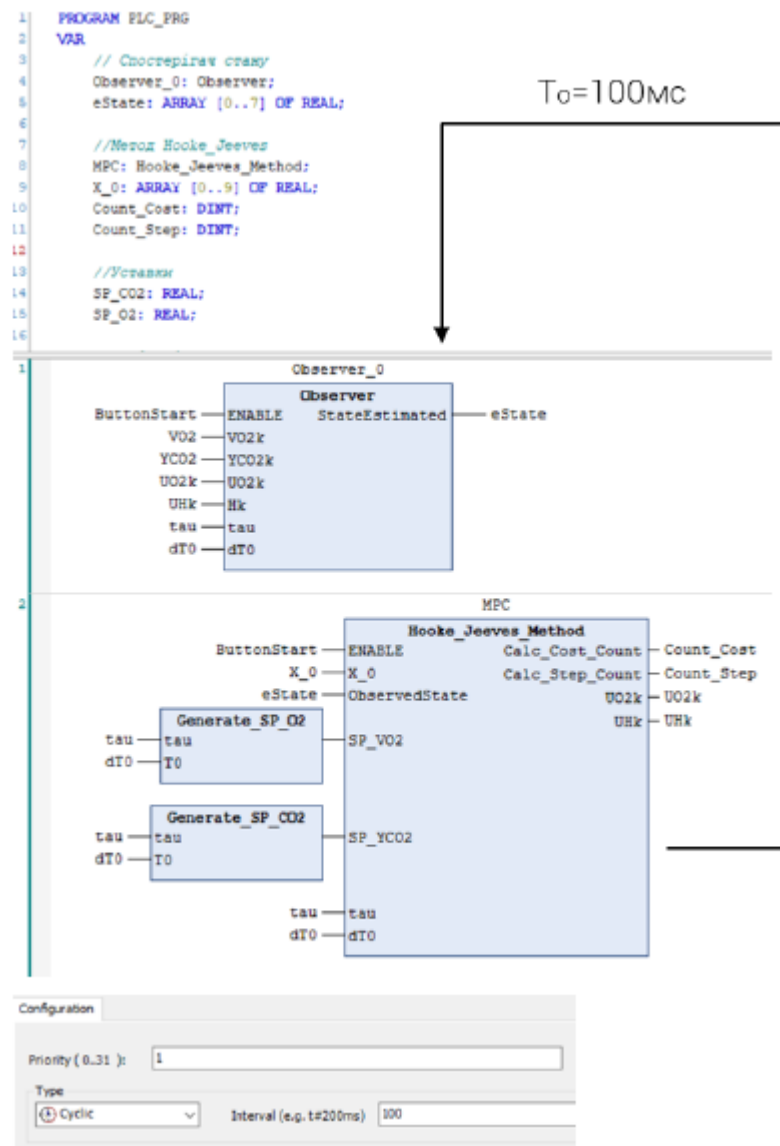 1 PROGRAM PLC_PRG
2 VAR
3 // Спостерігач стану
4 Observer_0: Observer;
5 eState: ARRAY [0..7] OF REAL;
6
7 //Метод Hooke_Jeeves
8 MPC: Hooke_Jeeves_Method;
9 X_0: ARRAY [0..9] OF REAL;
10 Count_Cost: DINT;
11 Count_Step: DINT;
12
13 //Уставки
14 SP_CO2: REAL;
15 SP_O2: REAL;
16
To=100мс
1
Observer_0
Observer
ButtonStart ENABLE StateEstimated eState
VO2 VO2k
YCO2 YCO2k
UO2k UO2k
UHk Hk
tau tau
dT0 dT0
2
MPC
Hooke_Jeeves_Method
ButtonStart ENABLE Calc_Cost_Count Count_Cost
X_0 X_0 Calc_Step_Count Count_Step
eState ObservedState UO2k UO2k
UHk UHk
Generate_SP_O2
tau tau SP_VO2
dT0 T0
Generate_SP_CO2
tau tau SP_YCO2
dT0 T0
tau tau
dT0 dT0
Configuration
Priority ( 0..31 ): 1
Type
Cyclic Interval (e.g. t#200ms) 100